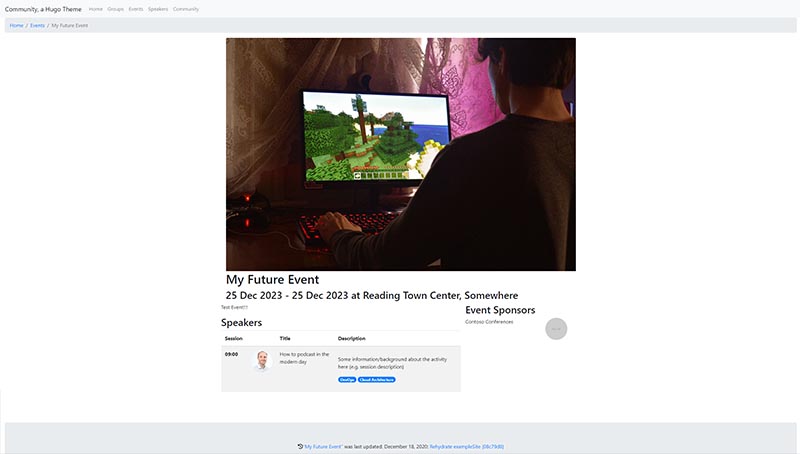 Community, a Hugo Theme Home Groups Events Speakers Community
Home / Events / My Future Event
My Future Event
25 Dec 2023 - 25 Dec 2023 at Reading Town Center, Somewhere
Test Event!!!
Event Sponsors
Contoso Conferences
Speakers
Session Title Description
09:00 How to podcast in the
modern day
Some information/background about the activity
here (e.g. session description)
DevOps Cloud Architecture
"My Future Event" was last updated: December 18, 2020: Rehydrate exampleSite (08c79d8)